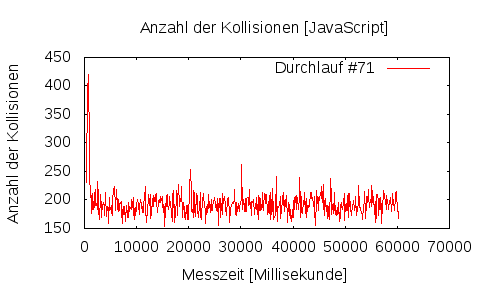 Anzahl der Kollisionen [JavaScript]
Anzahl der Kollisionen
450
400
350
300
250
200
150
Durchlauf #71
0 10000 20000 30000 40000 50000 60000 70000
Messzeit [Millisekunde]